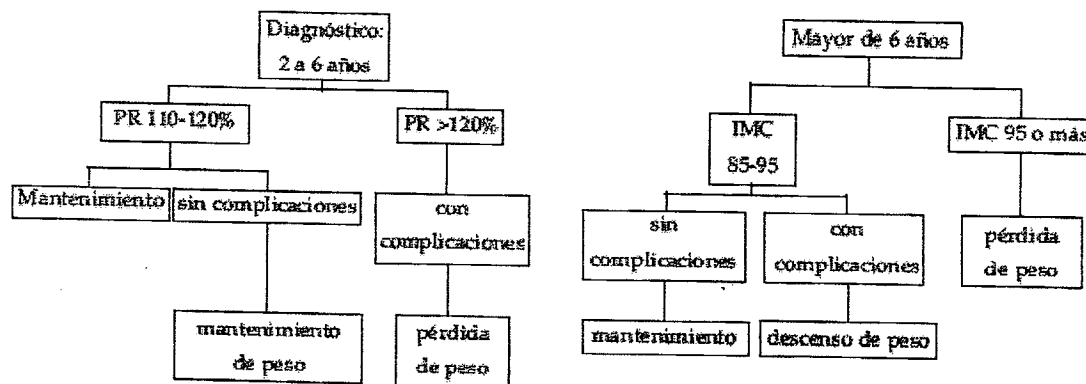 Diagnóstico:
2 a 6 años
PR 110-120%
PR >120%
Mantenimiento
sin complicaciones
con
complicaciones
mantenimiento
de peso
pérdida
de peso
Mayor de 6 años
IMC
85-95
IMC 95 o más
sin
complicaciones
con
complicaciones
pérdida
de peso
mantenimiento
descenso de peso